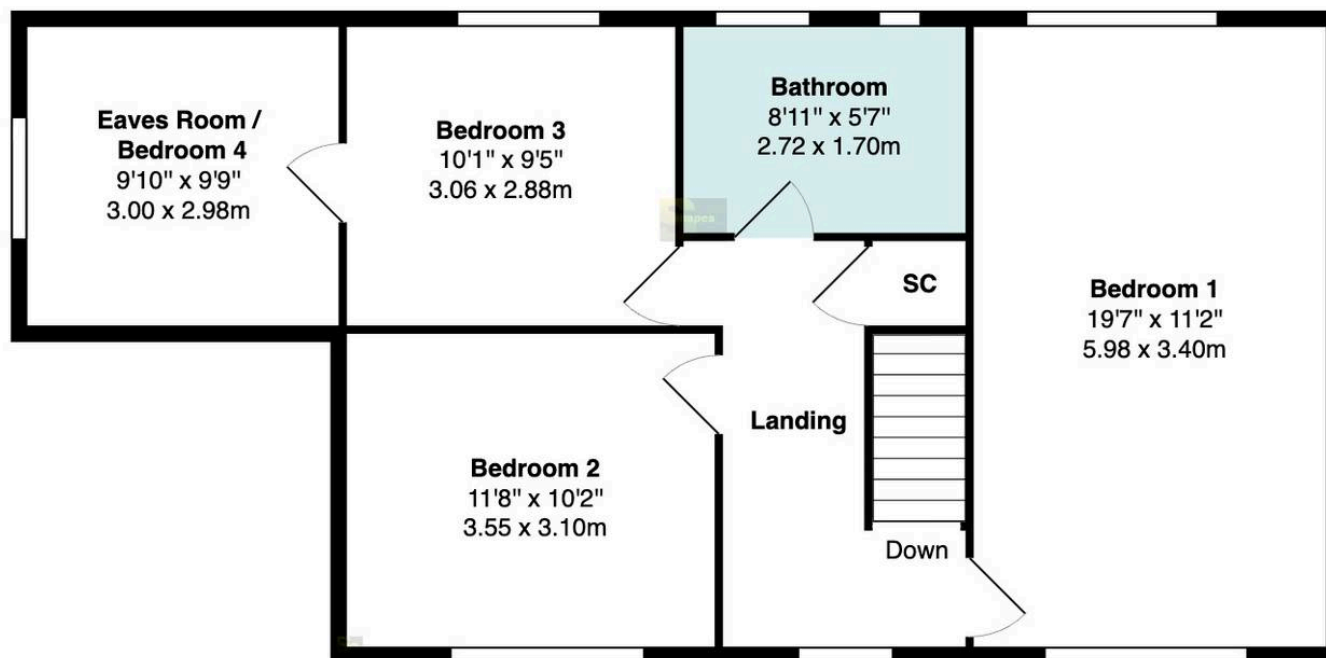 Eaves Room /
Bedroom 4
9'10" x 9'9"
3.00 x 2.98m
Bedroom 3
10'1" x 9'5"
3.06 x 2.88m
Bathroom
8'11" x 5'7"
2.72 x 1.70m
SC
Bedroom 1
19'7" x 11'2"
5.98 x 3.40m
Landing
Bedroom 2
11'8" x 10'2"
3.55 x 3.10m
Down